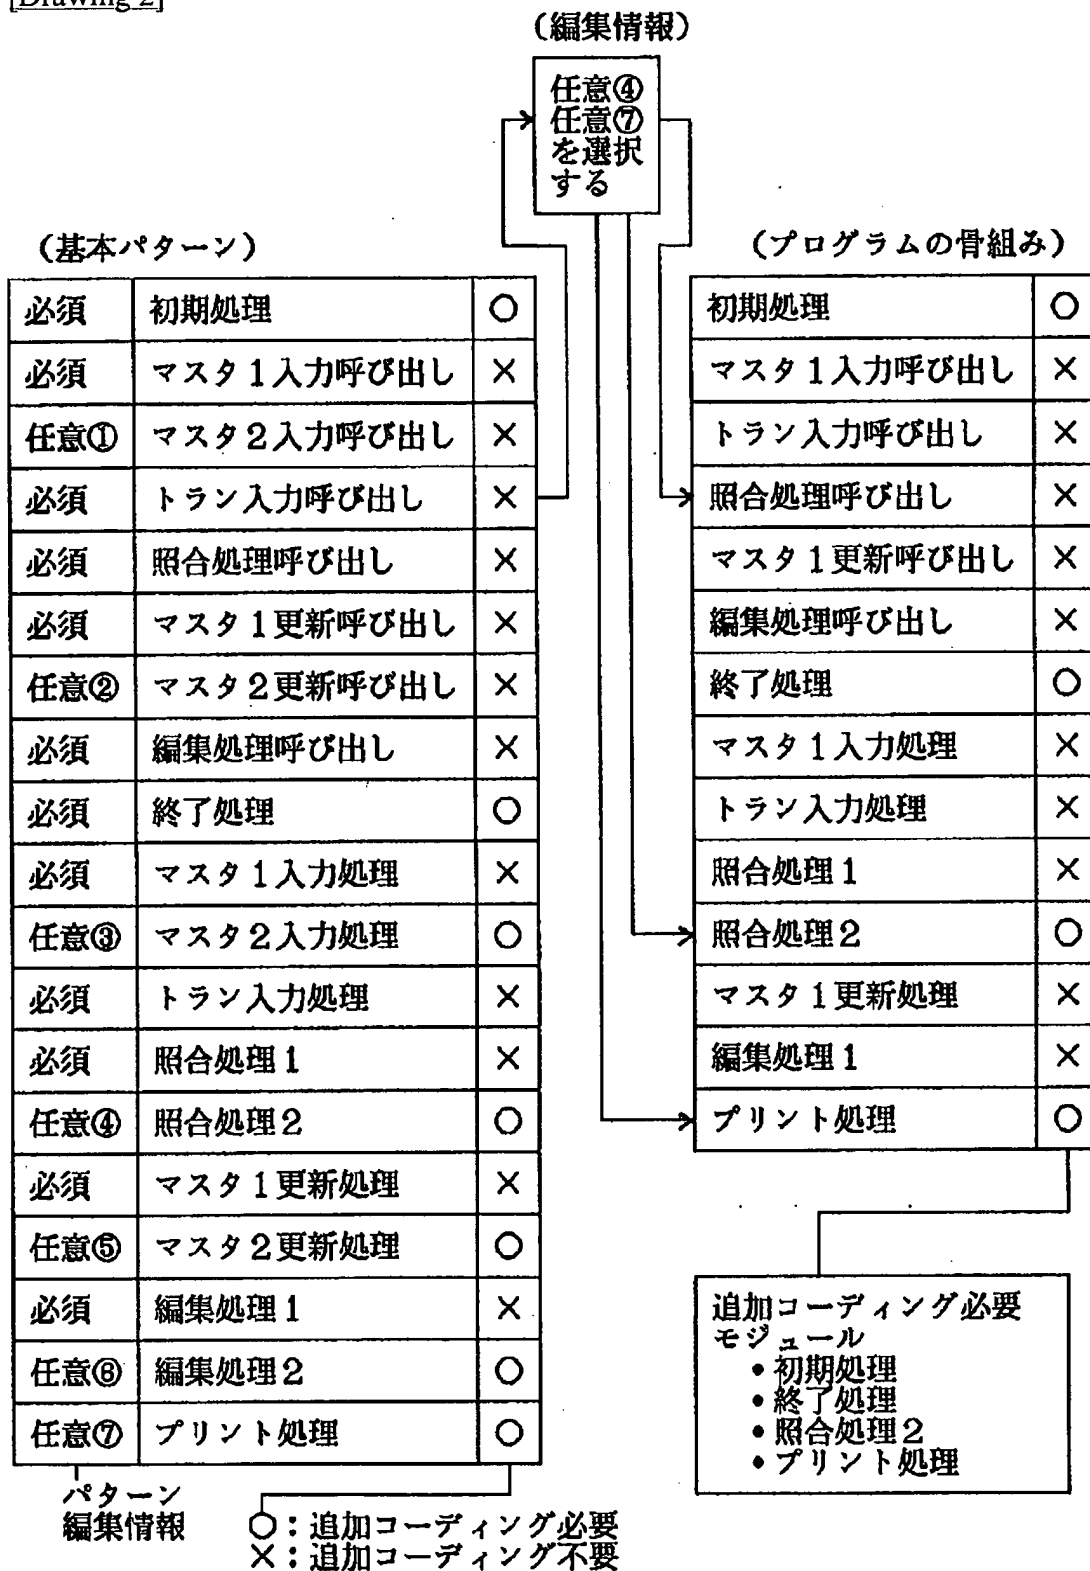 [Drawing 2]
（編集情報）
任意④
任意⑦
を選択
する
（基本パターン）
必須 初期処理 ○
必須 マスタ1入力呼び出し ×
任意① マスタ2入力呼び出し ×
必須 トラン入力呼び出し ×
必須 照合処理呼び出し ×
必須 マスタ1更新呼び出し ×
任意② マスタ2更新呼び出し ×
必須 編集処理呼び出し ×
必須 終了処理 ○
必須 マスタ1入力処理 ×
任意③ マスタ2入力処理 ○
必須 トラン入力処理 ×
必須 照合処理1 ×
任意④ 照合処理2 ○
必須 マスタ1更新処理 ×
任意⑤ マスタ2更新処理 ○
必須 編集処理1 ×
任意⑥ 編集処理2 ○
任意⑦ プリント処理 ○
パターン
編集情報
○：追加コーディング必要
×：追加コーディング不要
（プログラムの骨組み）
初期処理 ○
マスタ1入力呼び出し ×
トラン入力呼び出し ×
照合処理呼び出し ×
マスタ1更新呼び出し ×
編集処理呼び出し ×
終了処理 ○
マスタ1入力処理 ×
トラン入力処理 ×
照合処理1 ×
照合処理2 ○
マスタ1更新処理 ×
編集処理1 ×
プリント処理 ○
追加コーディング必要
モジュール
•初期処理
•終了処理
•照合処理2
•プリント処理